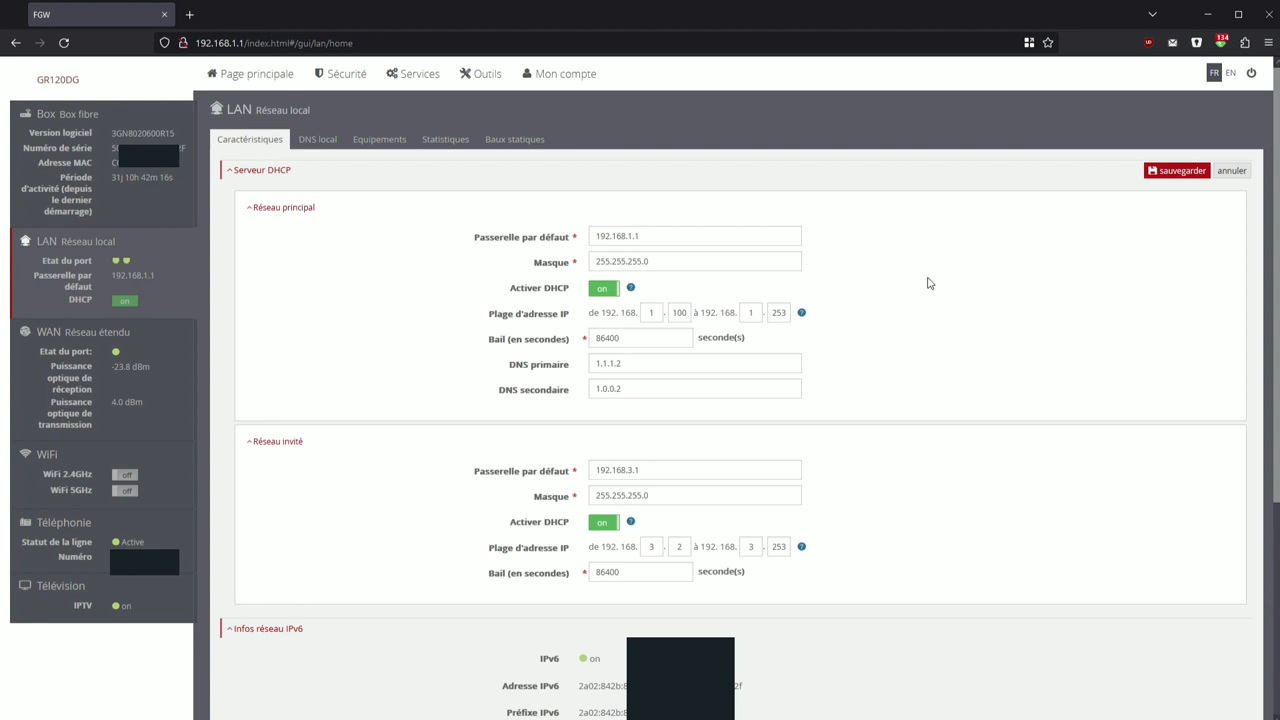 FGW
192.168.1.1/index.html#/gui/lan/home
134
GR120DG
Page principale
Sécurité
Services
Outils
Mon compte
FR
EN
Box Box fibre
Version logiciel 3GN8020600R15
Numéro de série
Adresse MAC
Période d'activité (depuis le dernier démarrage) 31j 10h 42m 16s
LAN Réseau local
Etat du port
Passerelle par défaut 192.168.1.1
DHCP on
WAN Réseau étendu
Etat du port:
Puissance optique de réception -23.8 dBm
Puissance optique de transmission 4.0 dBm
WiFi
WiFi 2.4GHz off
WiFi 5GHz off
Téléphonie
Statut de la ligne Active
Numéro
Télévision
IPTV on
LAN Réseau local
Caractéristiques
DNS local
Equipements
Statistiques
Baux statiques
Serveur DHCP
sauvegarder
annuler
Réseau principal
Passerelle par défaut * 192.168.1.1
Masque * 255.255.255.0
Activer DHCP on ?
Plage d'adresse IP de 192. 168. 1 . 100 à 192. 168. 1 . 253 ?
Bail (en secondes) * 86400 seconde(s)
DNS primaire 1.1.1.2
DNS secondaire 1.0.0.2
Réseau invité
Passerelle par défaut * 192.168.3.1
Masque * 255.255.255.0
Activer DHCP on ?
Plage d'adresse IP de 192. 168. 3 . 2 à 192. 168. 3 . 253 ?
Bail (en secondes) * 86400 seconde(s)
Infos réseau IPv6
IPv6 on
Adresse IPv6 2a02:842b:8 2f
Préfixe IPv6 2a02:842b: